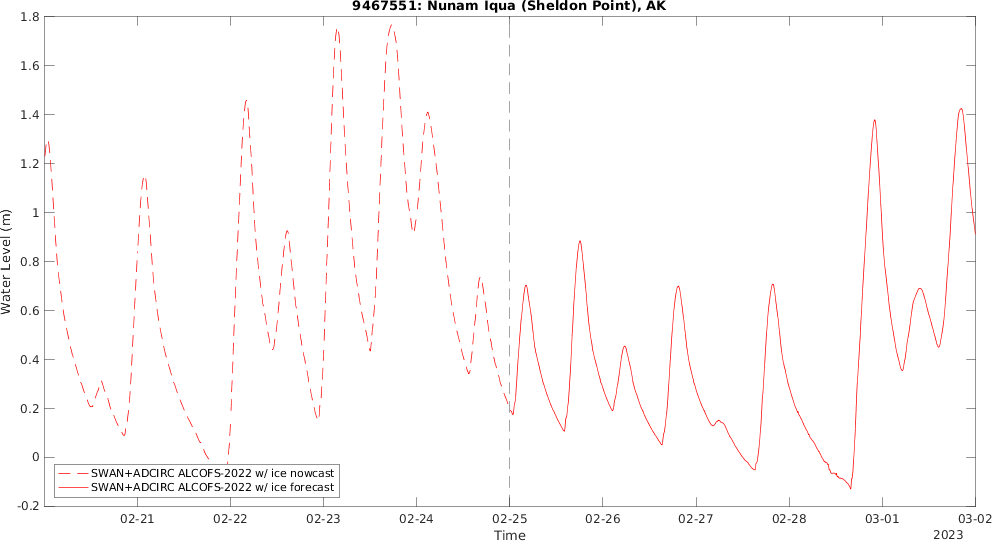 9467551: Nunam Iqua (Sheldon Point), AK
1.8
1.6
1.4
1.2
1
0.8
0.6
0.4
0.2
0
-0.2
Water Level (m)
SWAN+ADCIRC ALCOFS-2022 w/ ice nowcast
SWAN+ADCIRC ALCOFS-2022 w/ ice forecast
02-21 02-22 02-23 02-24 02-25 02-26 02-27 02-28 03-01 03-02
Time
2023